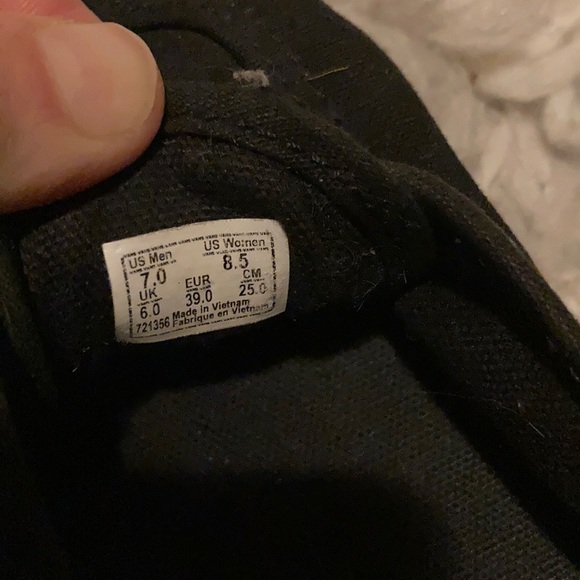 US Men US Women
7.0 8.5
UK EUR CM
6.0 39.0 25.0
Made in Vietnam
721356 Fabrique en Vietnam